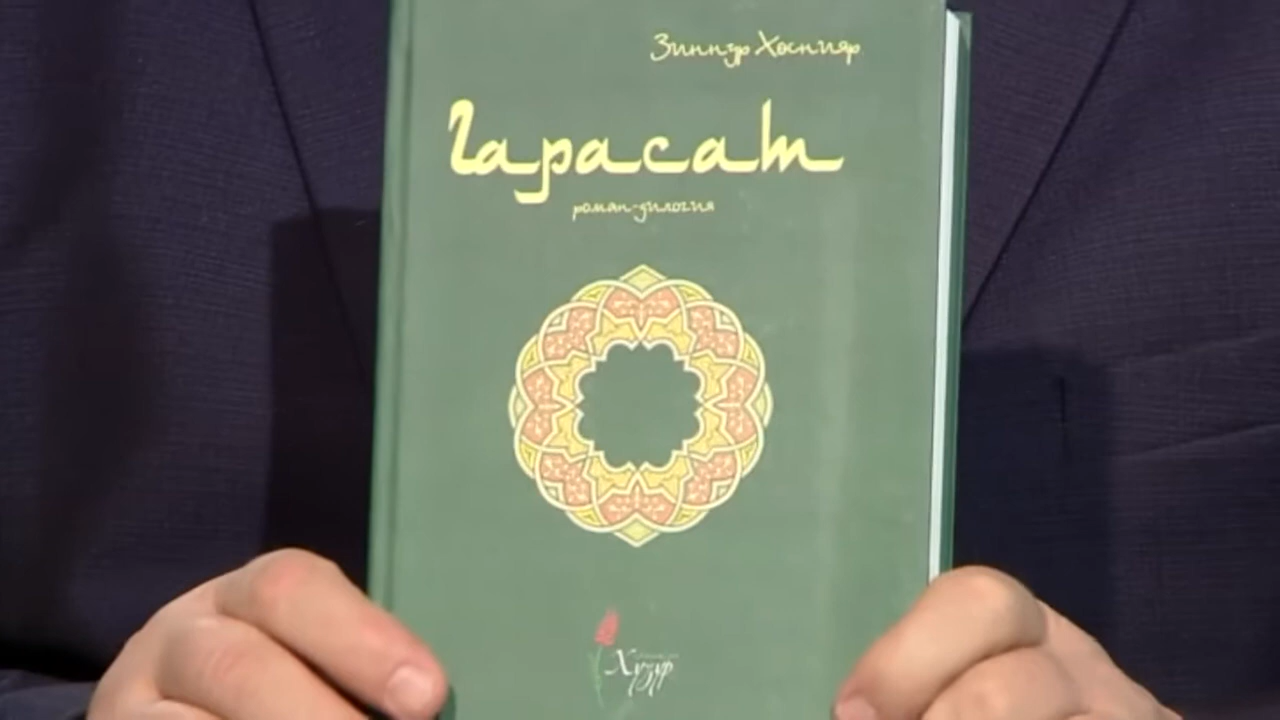 Зиннур Хөснияр
Гарасат
роман-дилогия
Хузур